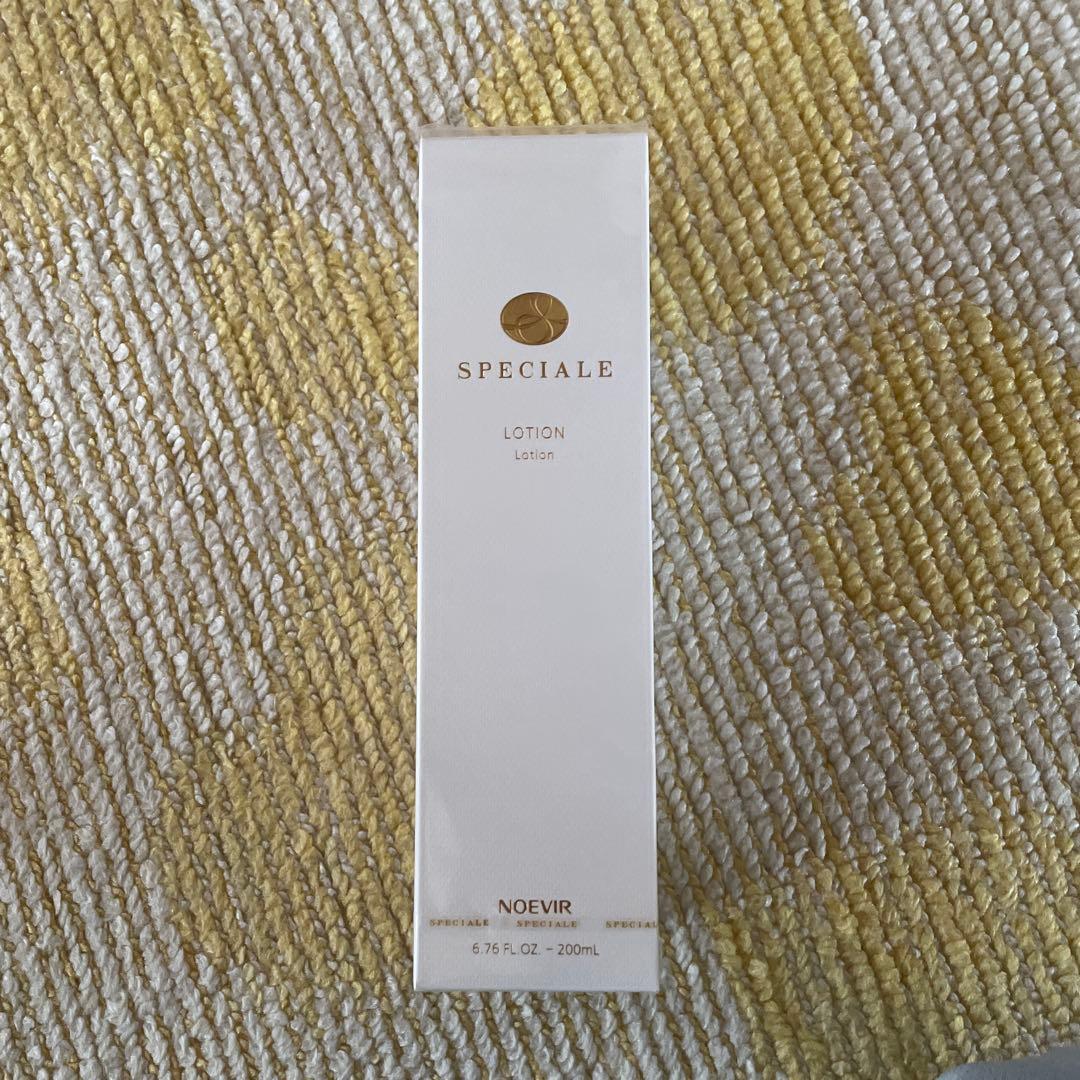 SPECIALE
LOTION
Lotion
NOEVIR
SPECIALE SPECIALE SPECIAL
6.76 FL.OZ. - 200mL